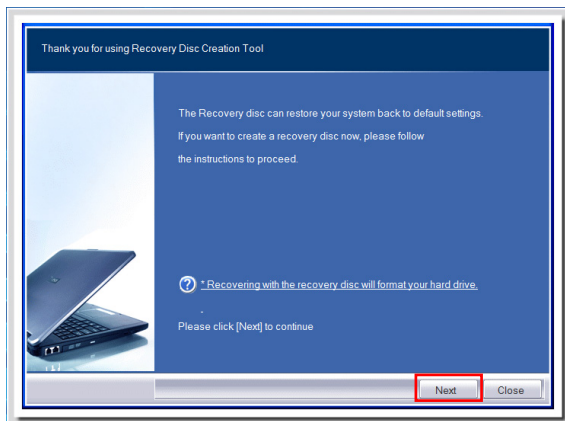 Thank you for using Recovery Disc Creation Tool
The Recovery disc can restore your system back to default settings.
If you want to create a recovery disc now, please follow
the instructions to proceed.
* Recovering with the recovery disc will format your hard drive.
.
Please click [Next] to continue
Next
Close